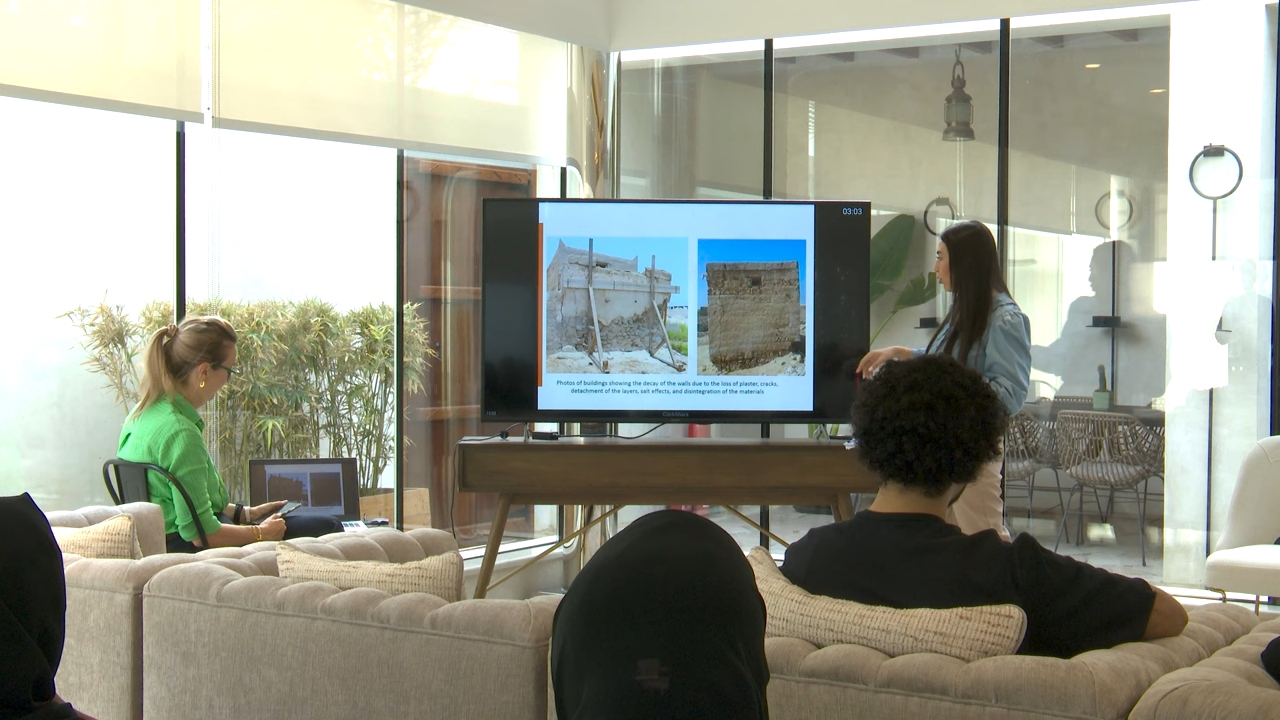 03:03
Photos of buildings showing the decay of the walls due to the loss of plaster, cracks,
detachment of the layers, salt effects, and disintegration of the materials
ClickShare